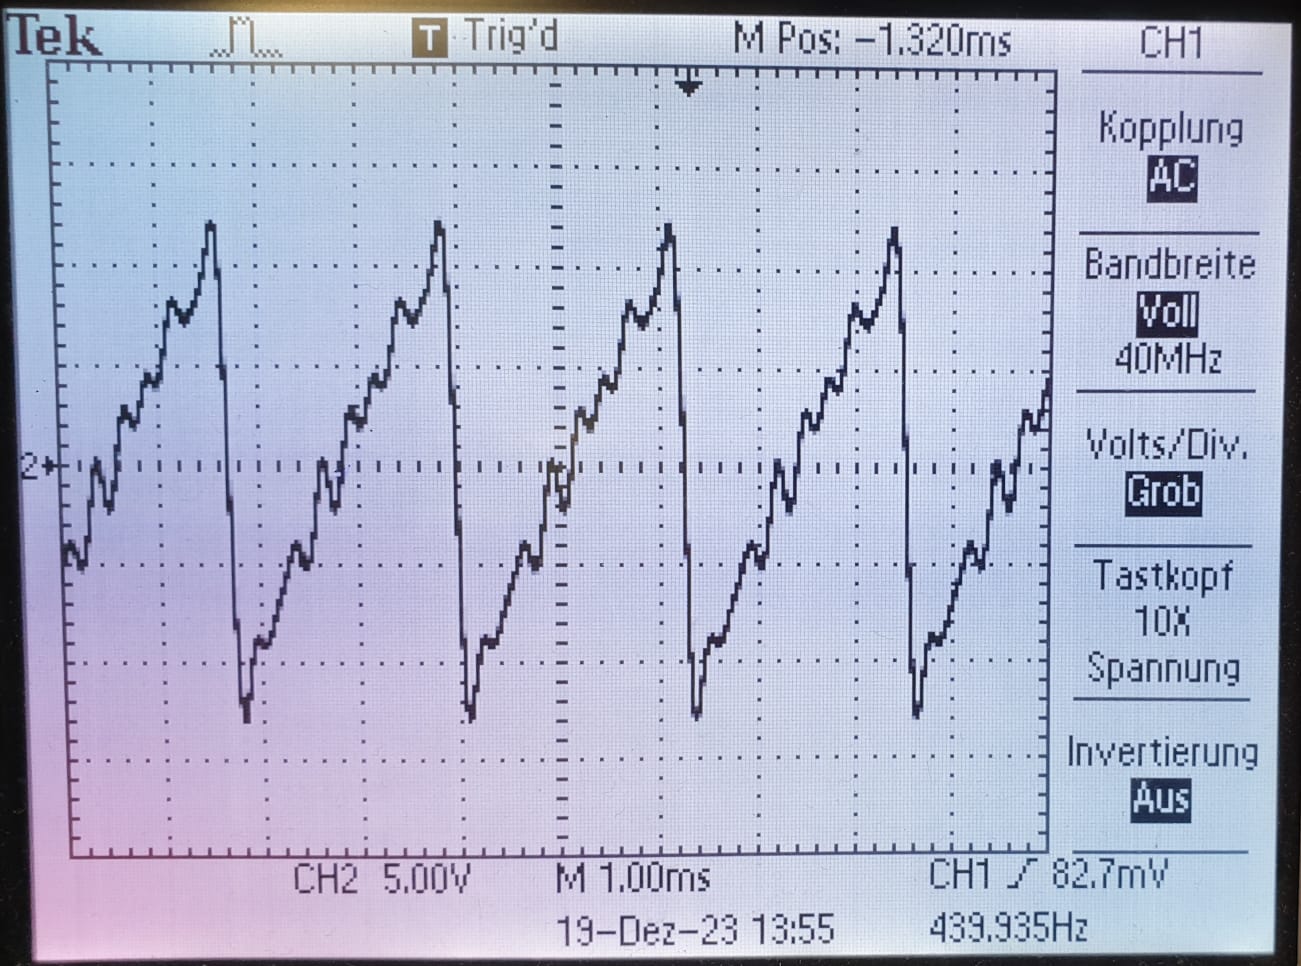 Tek T Trig'd M Pos: -1.320ms CH1
Kopplung
AC
Bandbreite
Voll
40MHz
Volts/Div.
Grob
Tastkopf
10X
Spannung
Invertierung
Aus
2
CH2 5.00V M 1.00ms CH1 82.7mV
19-Dez-23 13:55 439.935Hz